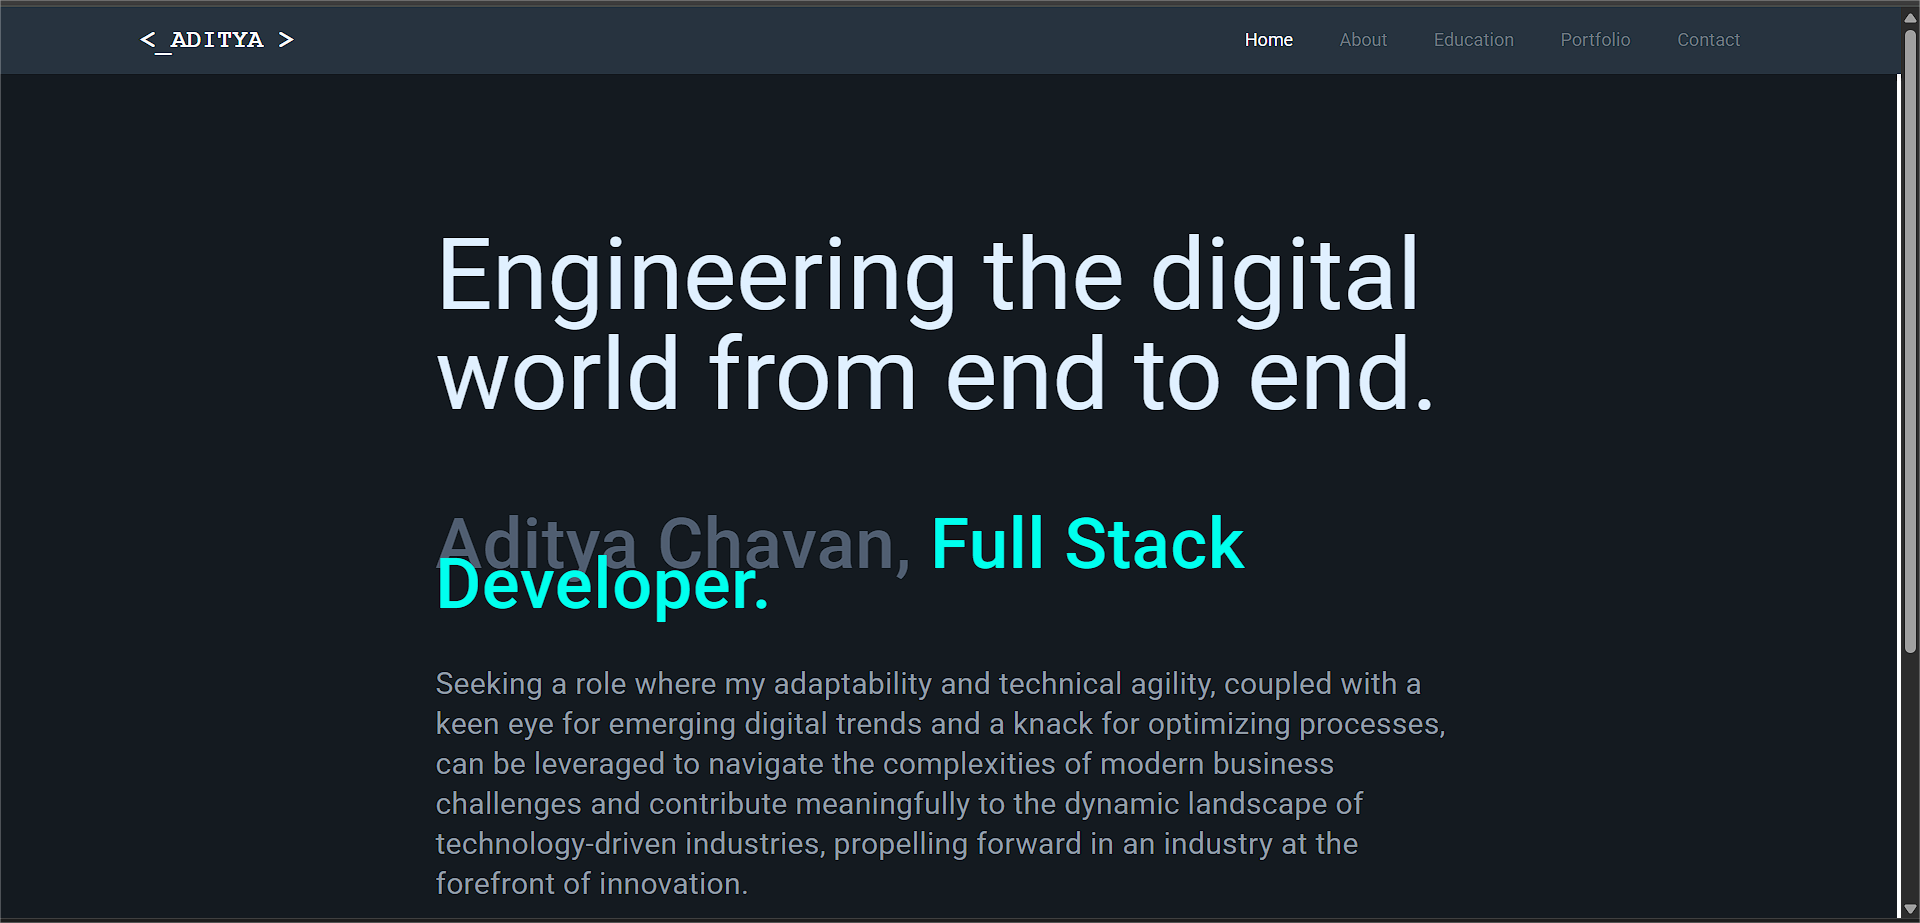 <_ADITYA >
Home About Education Portfolio Contact
Engineering the digital
world from end to end.
Aditya Chavan, Full Stack
Developer.
Seeking a role where my adaptability and technical agility, coupled with a
keen eye for emerging digital trends and a knack for optimizing processes,
can be leveraged to navigate the complexities of modern business
challenges and contribute meaningfully to the dynamic landscape of
technology-driven industries, propelling forward in an industry at the
forefront of innovation.